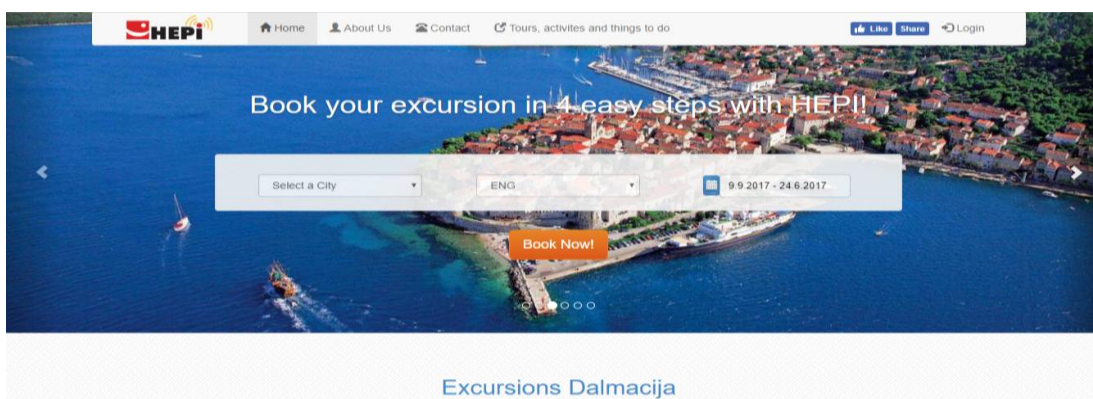 HEPi Home About Us Contact Tours, activites and things to do Like Share Login
Book your excursion in 4 easy steps with HEPI!
Select a City ENG 9.9.2017 - 24.6.2017
Book Now!
Excursions Dalmacija